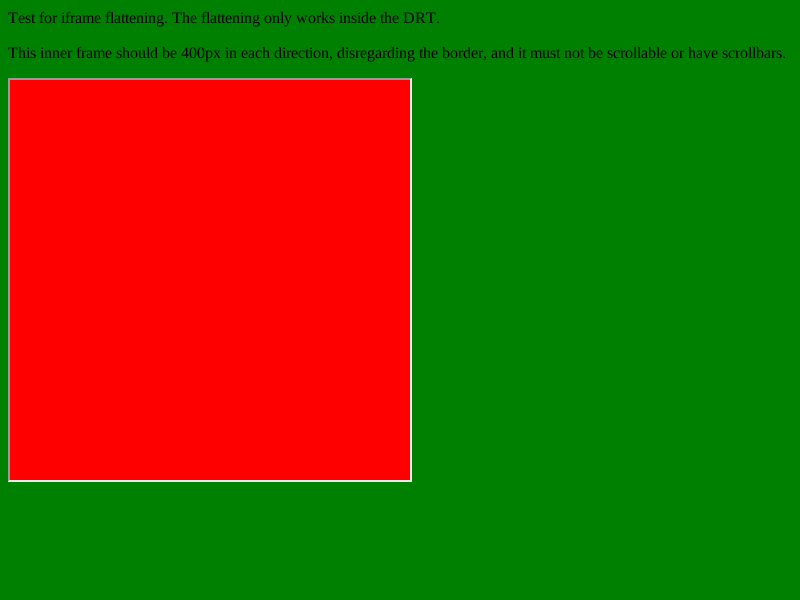 Test for iframe flattening. The flattening only works inside the DRT.
This inner frame should be 400px in each direction, disregarding the border, and it must not be scrollable or have scrollbars.